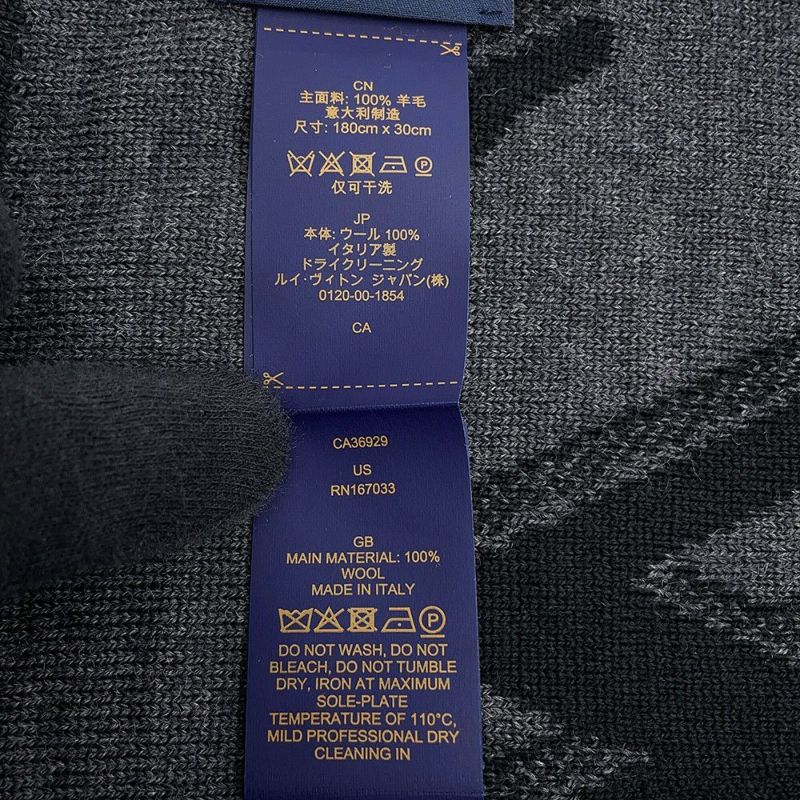 CN
主面料: 100% 羊毛
意大利制造
尺寸: 180cm x 30cm
P
仅可干洗
JP
本体: ウール 100%
イタリア製
ドライクリーニング
ルイ･ヴィトン ジャパン(株)
0120-00-1854
CA
CA36929
US
RN167033
GB
MAIN MATERIAL: 100%
WOOL
MADE IN ITALY
P
DO NOT WASH, DO NOT
BLEACH, DO NOT TUMBLE
DRY, IRON AT MAXIMUM
SOLE-PLATE
TEMPERATURE OF 110°C,
MILD PROFESSIONAL DRY
CLEANING IN